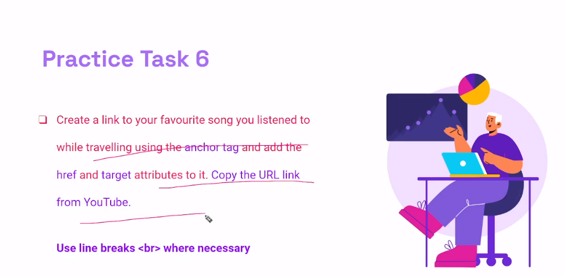 Practice Task 6
Create a link to your favourite song you listened to
while travelling using the anchor tag and add the
href and target attributes to it. Copy the URL link
from YouTube.
Use line breaks <br> where necessary